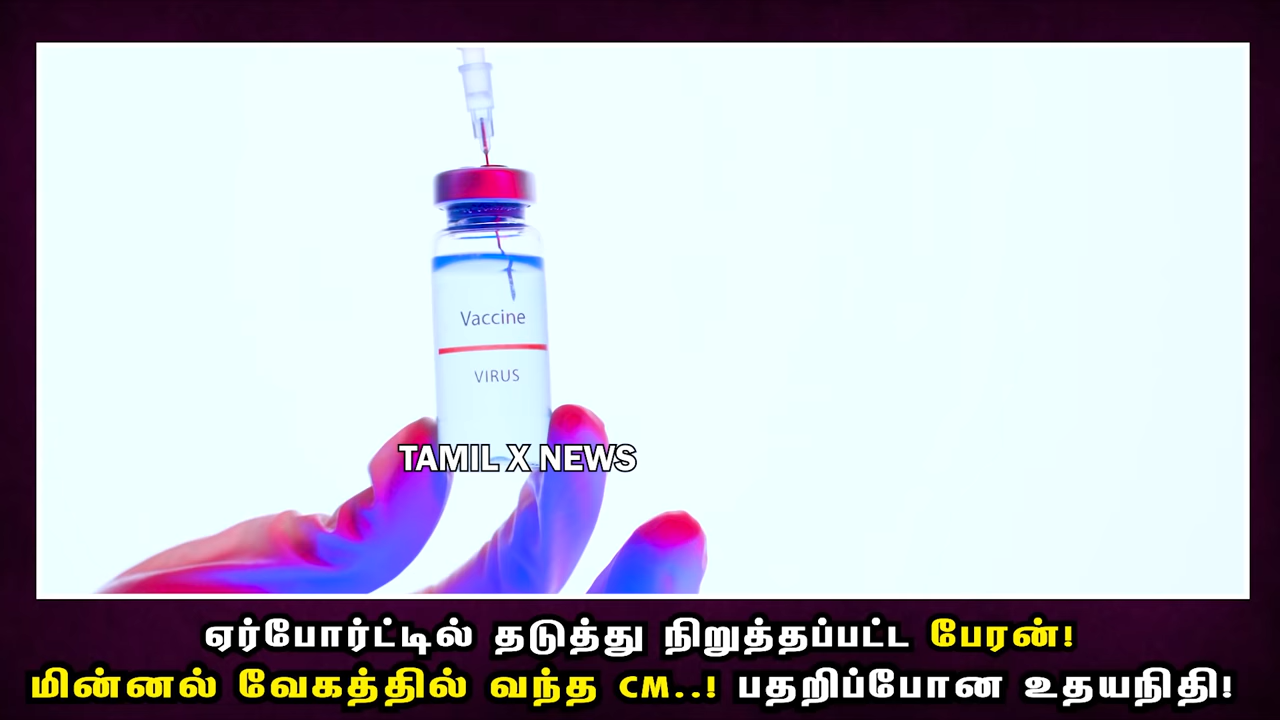 Vaccine
VIRUS
TAMIL X NEWS
ஏர்போர்ட்டில் தடுத்து நிறுத்தப்பட்ட பேரன்!
மின்னல் வேகத்தில் வந்த CM..! பதறிப்போன உதயநிதி!